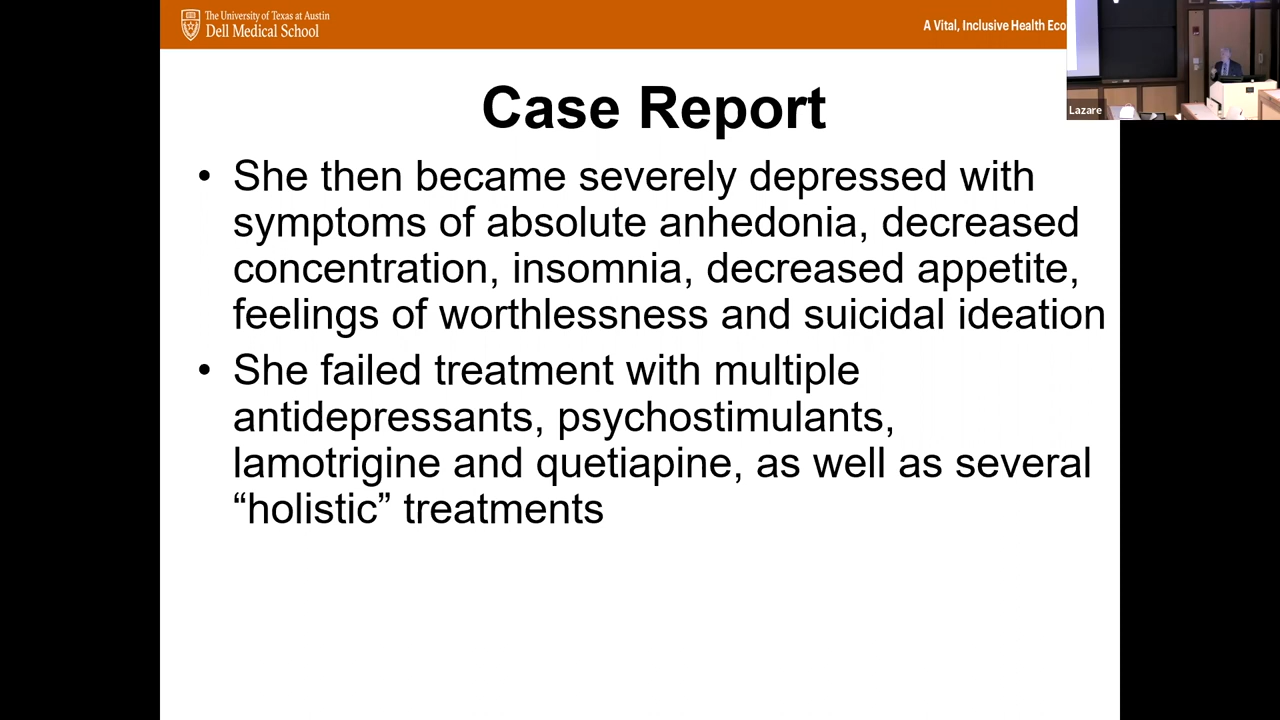 The University of Texas at Austin
Dell Medical School
A Vital, Inclusive Health Eco
Lazare
Case Report
• She then became severely depressed with
symptoms of absolute anhedonia, decreased
concentration, insomnia, decreased appetite,
feelings of worthlessness and suicidal ideation
• She failed treatment with multiple
antidepressants, psychostimulants,
lamotrigine and quetiapine, as well as several
“holistic” treatments